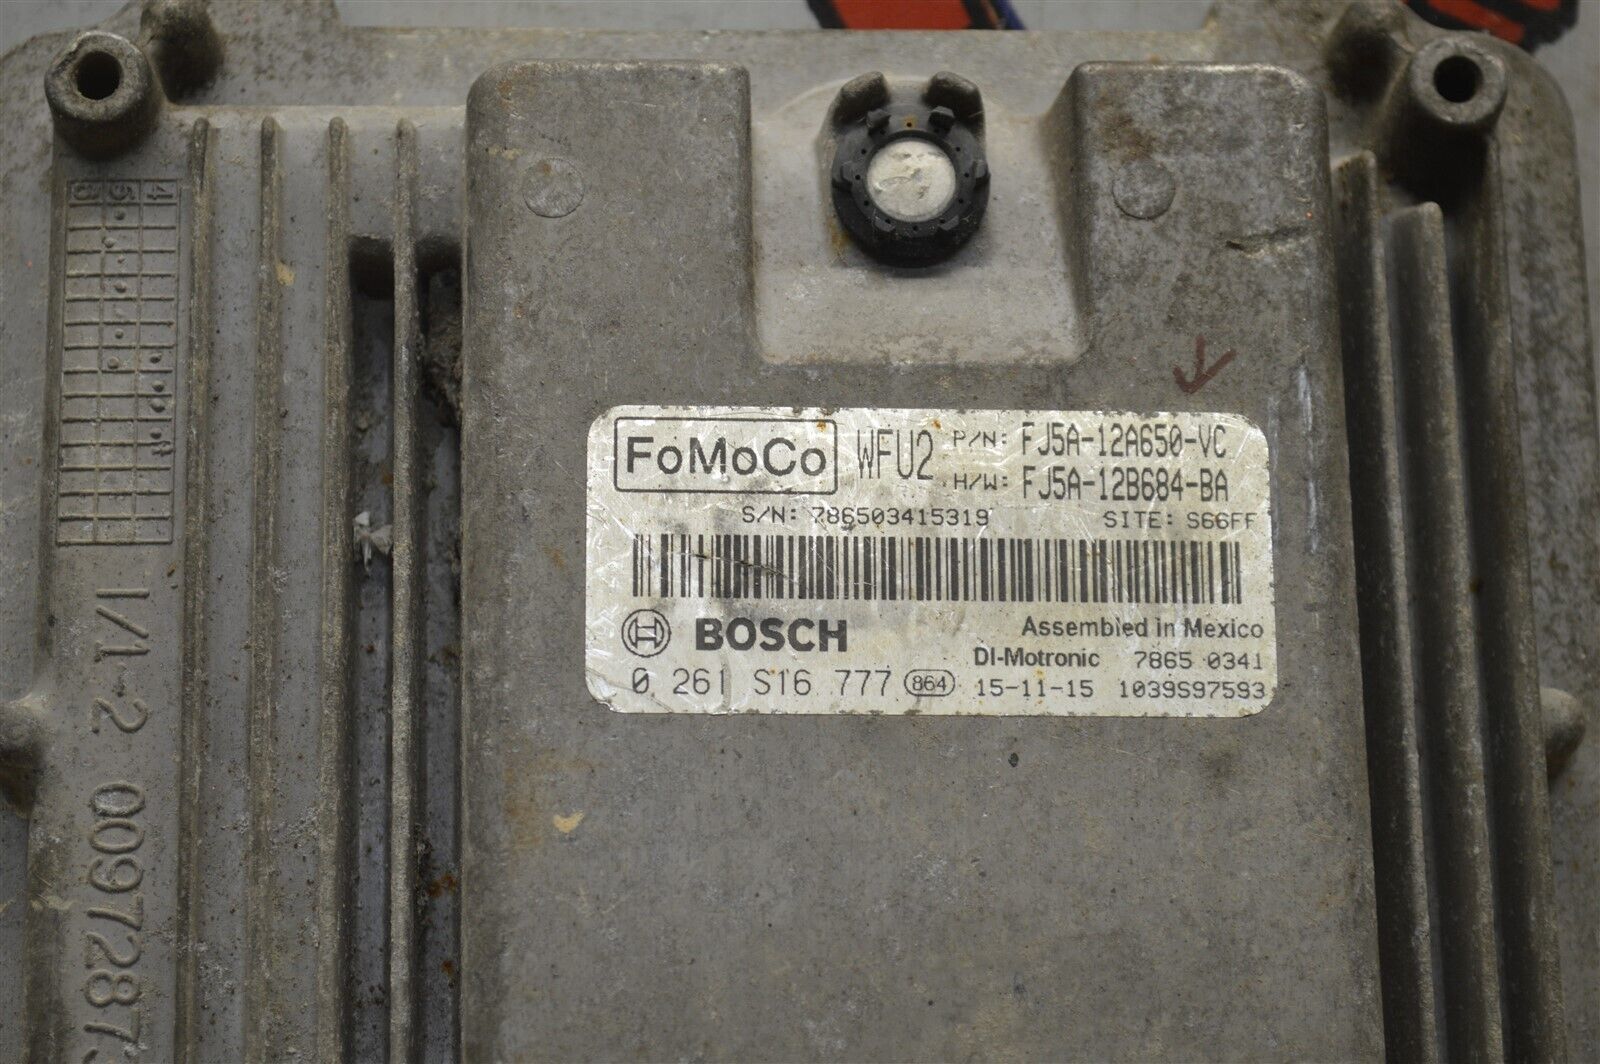 FoMoCo WFU2 P/N: FJ5A-12A650-VC
H/W: FJ5A-12B684-BA
S/N: 786503415319 SITE: S66FF
BOSCH Assembled in Mexico
DI-Motronic 7865 0341
0 261 S16 777 864 15-11-15 1039S97593
1/1-2 0097287